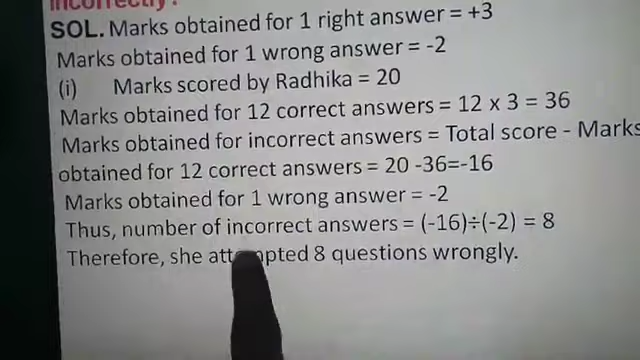 incorrectly?
SOL. Marks obtained for 1 right answer = +3
Marks obtained for 1 wrong answer = -2
(i) Marks scored by Radhika = 20
Marks obtained for 12 correct answers = 12 x 3 = 36
Marks obtained for incorrect answers = Total score - Marks
obtained for 12 correct answers = 20 -36=-16
Marks obtained for 1 wrong answer = -2
Thus, number of incorrect answers = (-16)÷(-2) = 8
Therefore, she attempted 8 questions wrongly.